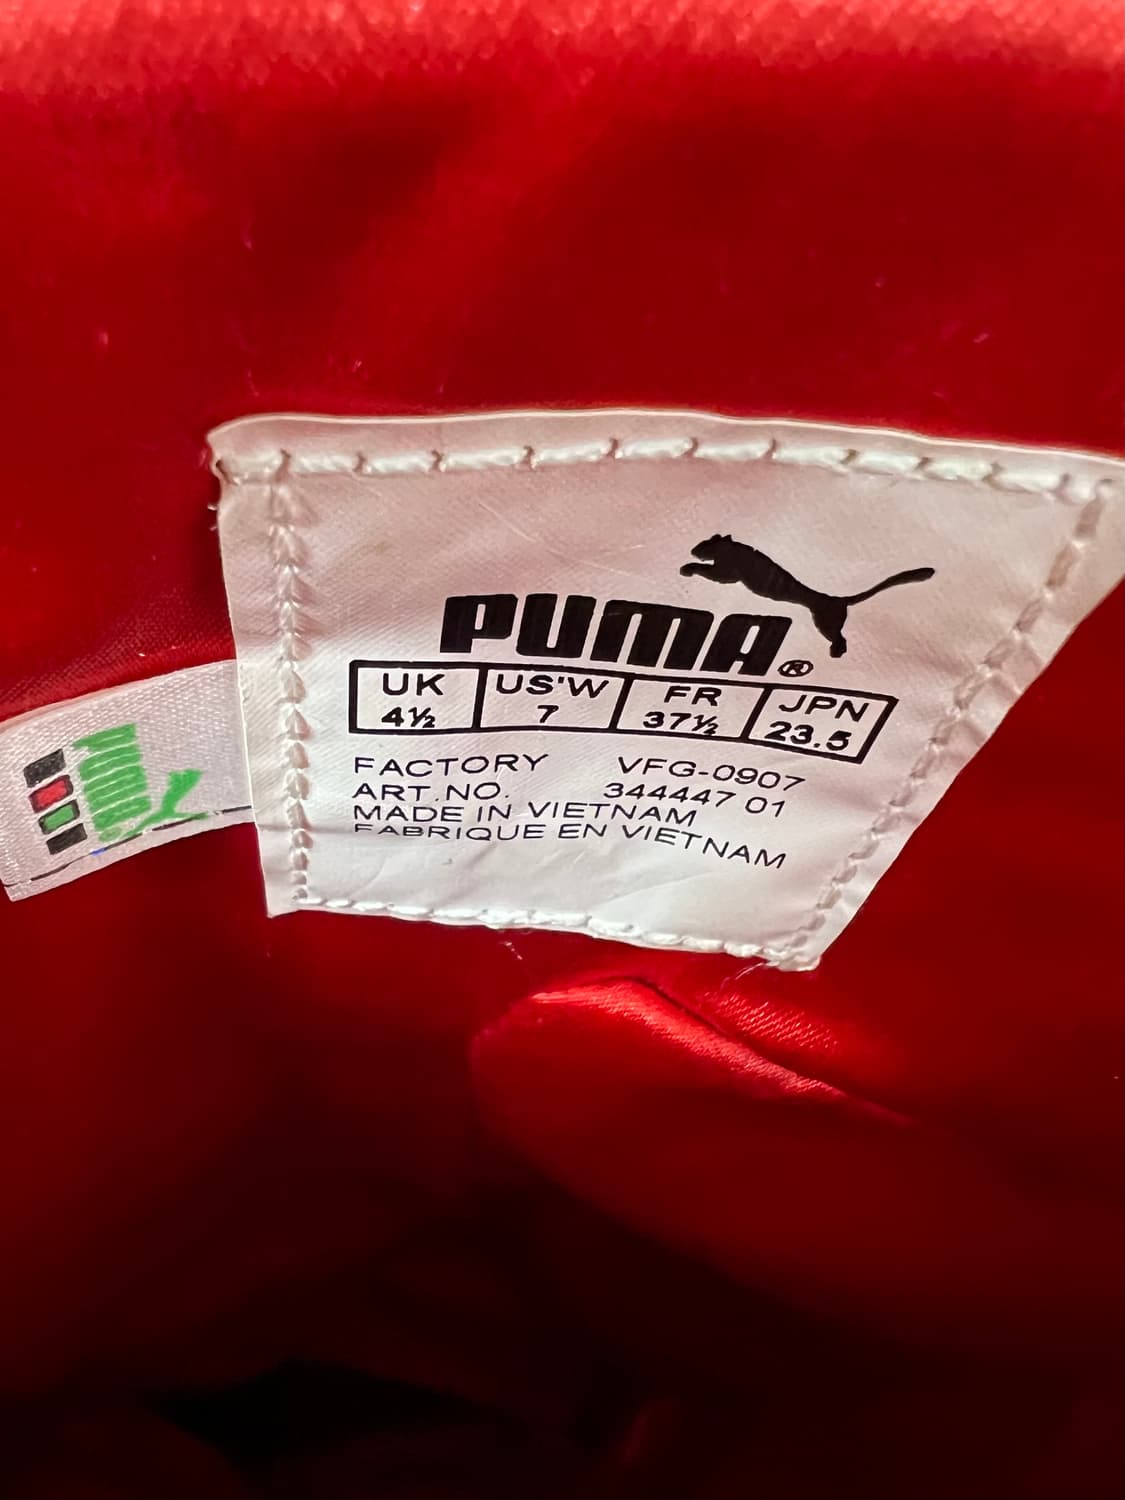 PUMA®
UK US'W FR JPN
4½ 7 37½ 23.5
FACTORY VFG-0907
ART.NO. 344447 01
MADE IN VIETNAM
FABRIQUE EN VIETNAM
PUMA